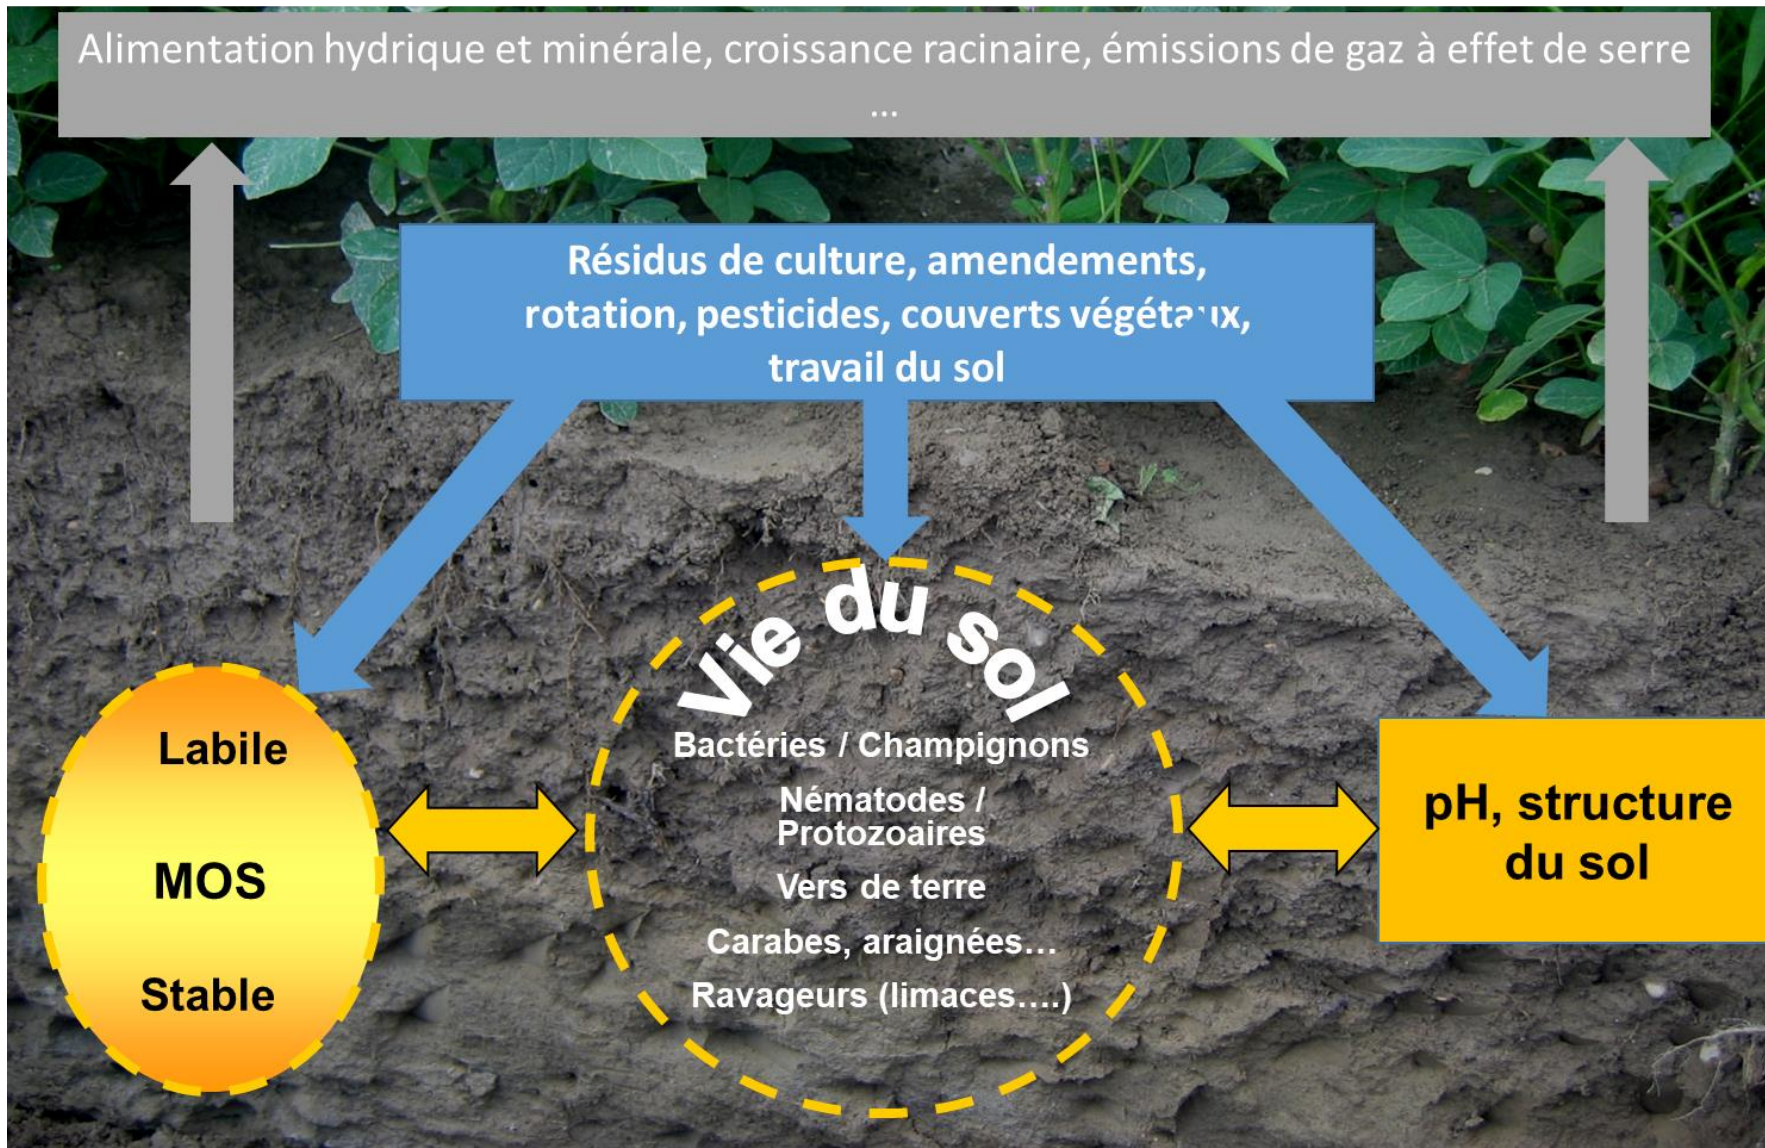 Alimentation hydrique et minérale, croissance racinaire, émissions de gaz à effet de serre
...
Résidus de culture, amendements,
rotation, pesticides, couverts végétaux,
travail du sol
Vie du sol
Bactéries / Champignons
Nématodes /
Protozoaires
Vers de terre
Carabes, araignées…
Ravageurs (limaces….)
Labile
MOS
Stable
pH, structure
du sol